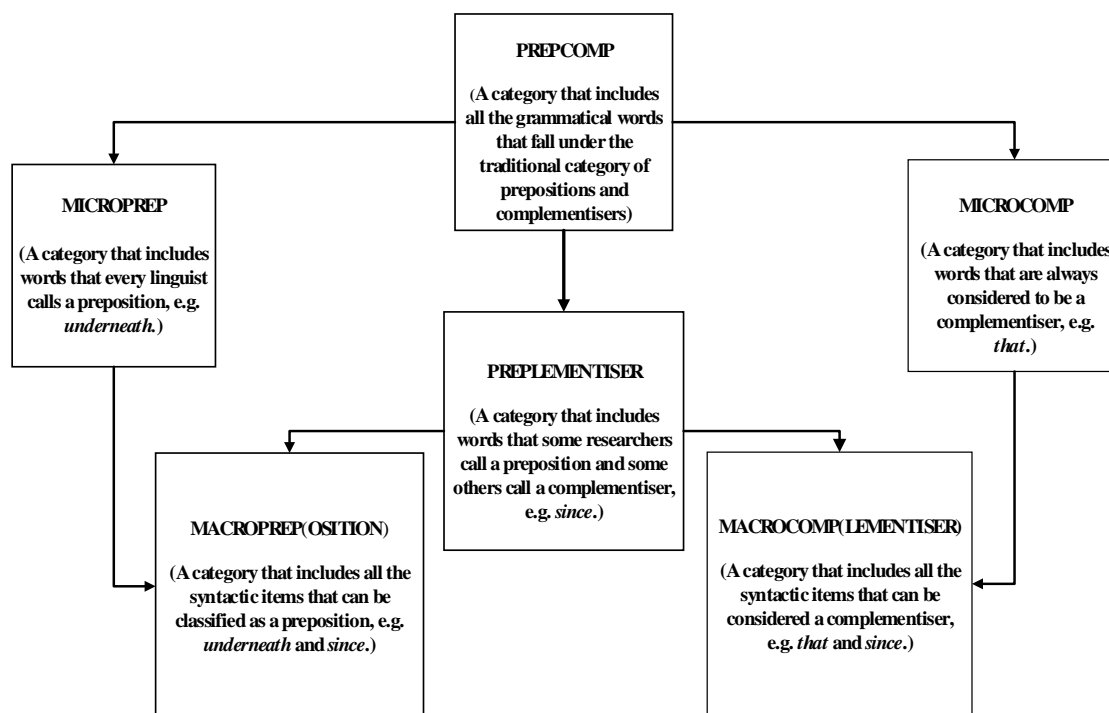 PREPCOMP
(A category that includes
all the grammatical words
that fall under the
traditional category of
prepositions and
complementisers)
MICROPREP
(A category that includes
words that every linguist
calls a preposition, e.g.
underneath.)
MICROCOMP
(A category that includes
words that are always
considered to be a
complementiser, e.g.
that.)
PREPLEMENTISER
(A category that includes
words that some researchers
call a preposition and some
others call a complementiser,
e.g. since.)
MACROPREP(OSITION)
(A category that includes all the
syntactic items that can be
classified as a preposition, e.g.
underneath and since.)
MACROCOMP(LEMENTISER)
(A category that includes all the
syntactic items that can be
considered a complementiser,
e.g. that and since.)